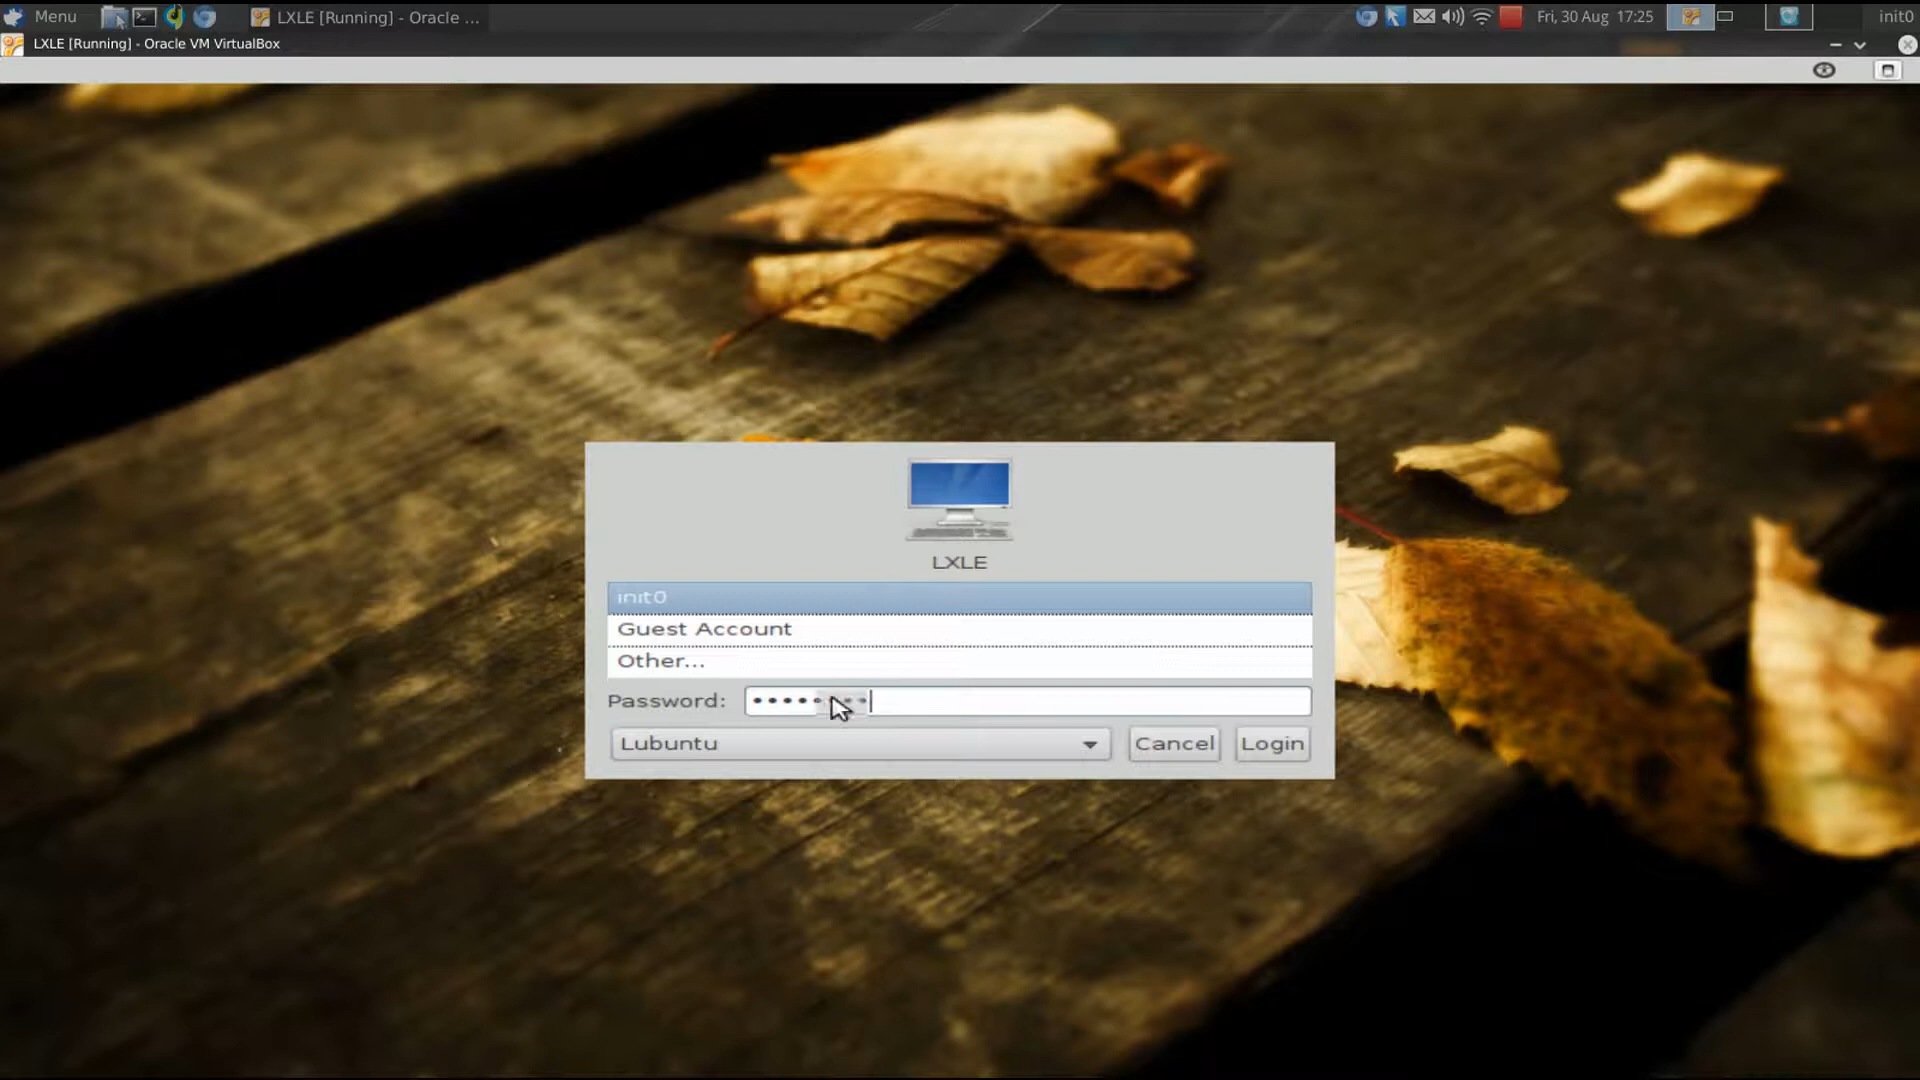 Menu
LXLE [Running] - Oracle ...
Fri, 30 Aug 17:25
init0
LXLE [Running] - Oracle VM VirtualBox
LXLE
init0
Guest Account
Other...
Password: ••••••••
Lubuntu
Cancel
Login